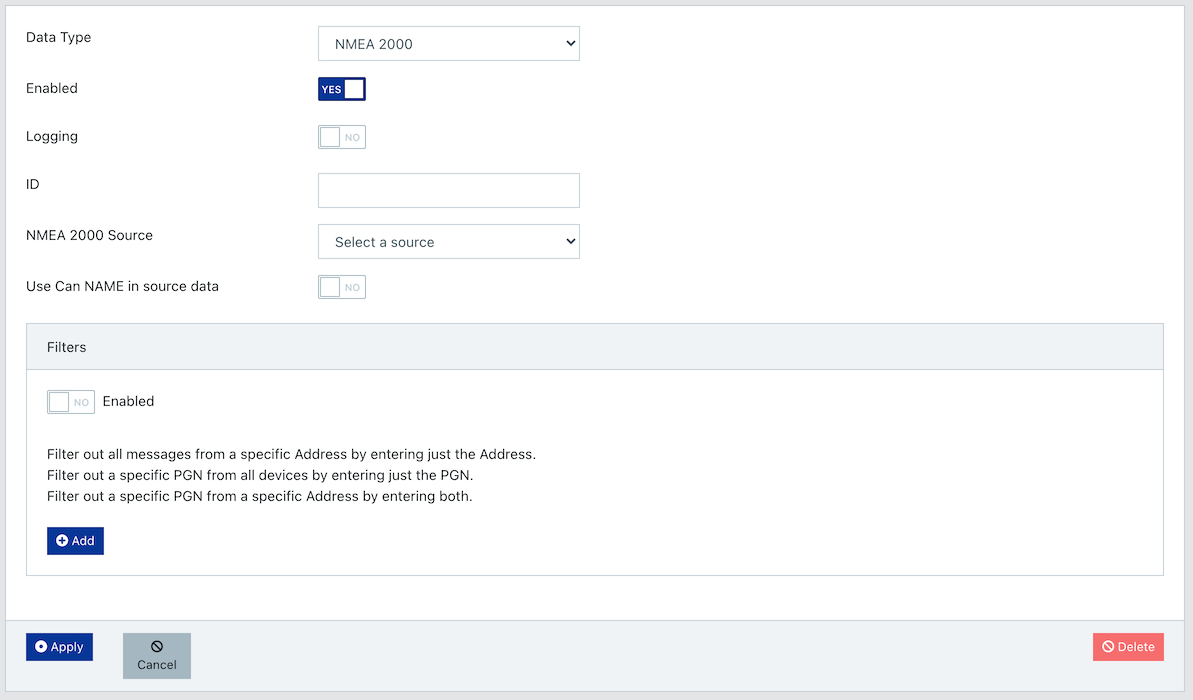 Data Type
NMEA 2000
Enabled
YES
Logging
NO
ID
NMEA 2000 Source
Select a source
Use Can NAME in source data
NO
Filters
NO
Enabled
Filter out all messages from a specific Address by entering just the Address.
Filter out a specific PGN from all devices by entering just the PGN.
Filter out a specific PGN from a specific Address by entering both.
Add
Apply
Cancel
Delete